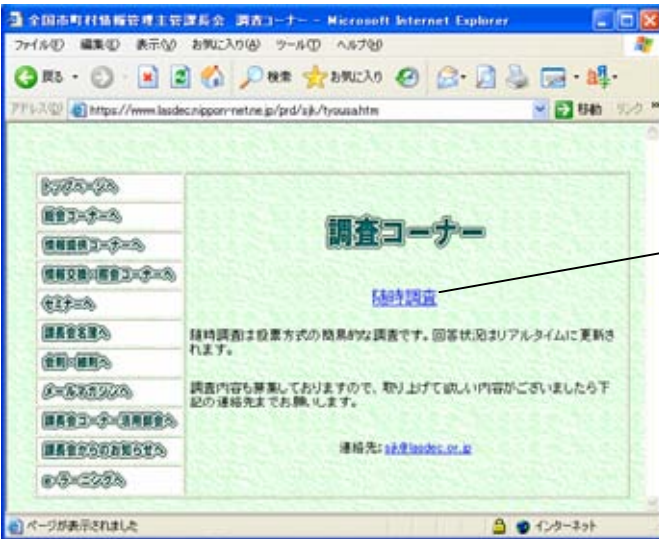 全国市町村情報管理主管課長会 調査コーナー - Microsoft Internet Explorer
ファイル(F) 編集(E) 表示(V) お気に入り(A) ツール(T) ヘルプ(H)
戻る 検索 お気に入り
アドレス(D) https://www.lasdec.nippon-net.ne.jp/prd/sjk/tyousa.htm 移動 リンク
トップページへ
総会コーナーへ
情報提供コーナーへ
情報交換・照会コーナーへ
セミナーへ
課長会名簿へ
会則・細則へ
メールマガジンへ
課長会コーナー活用部会へ
課長会からのお知らせへ
e-ラーニングへ
調査コーナー
随時調査
随時調査は投票方式の簡易的な調査です。回答状況はリアルタイムに更新さ
れます。
調査内容も募集しておりますので、取り上げて欲しい内容がございましたら下
記の連絡先までお願いします。
連絡先: sjk@lasdec.or.jp
ページが表示されました インターネット